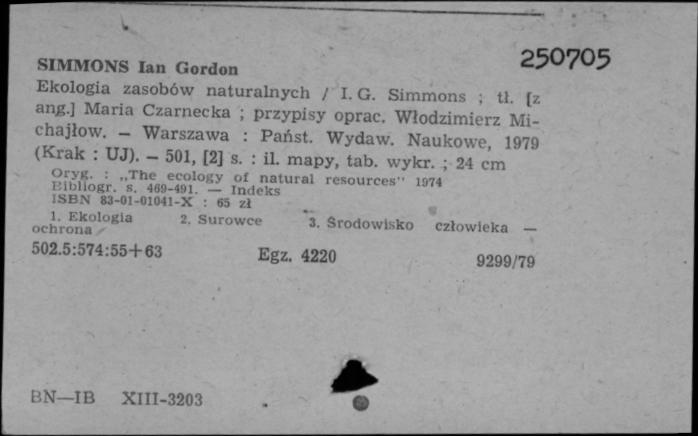 250705
SIMMONS Ian Gordon
Ekologia zasobów naturalnych / I. G. Simmons ; tł. [z
ang.] Maria Czarnecka ; przypisy oprac. Włodzimierz Mi-
chajłow. — Warszawa : Państ. Wydaw. Naukowe, 1979
(Krak : UJ). — 501, [2] s. : il. mapy, tab. wykr. ; 24 cm
Oryg. : „The ecology of natural resources" 1974
Bibliogr. s. 469-491. — Indeks
ISBN 83-01-01041-X : 65 zł
1. Ekologia 2. Surowce 3. Środowisko człowieka —
ochrona
502.5:574:55+63 Egz. 4220 9299/79
BN—IB XIII-3203